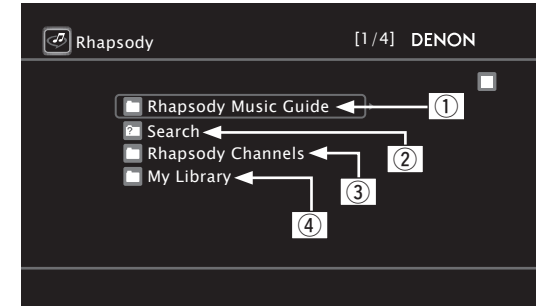 Rhapsody [1/4] DENON
Rhapsody Music Guide ①
? Search ②
Rhapsody Channels ③
My Library ④